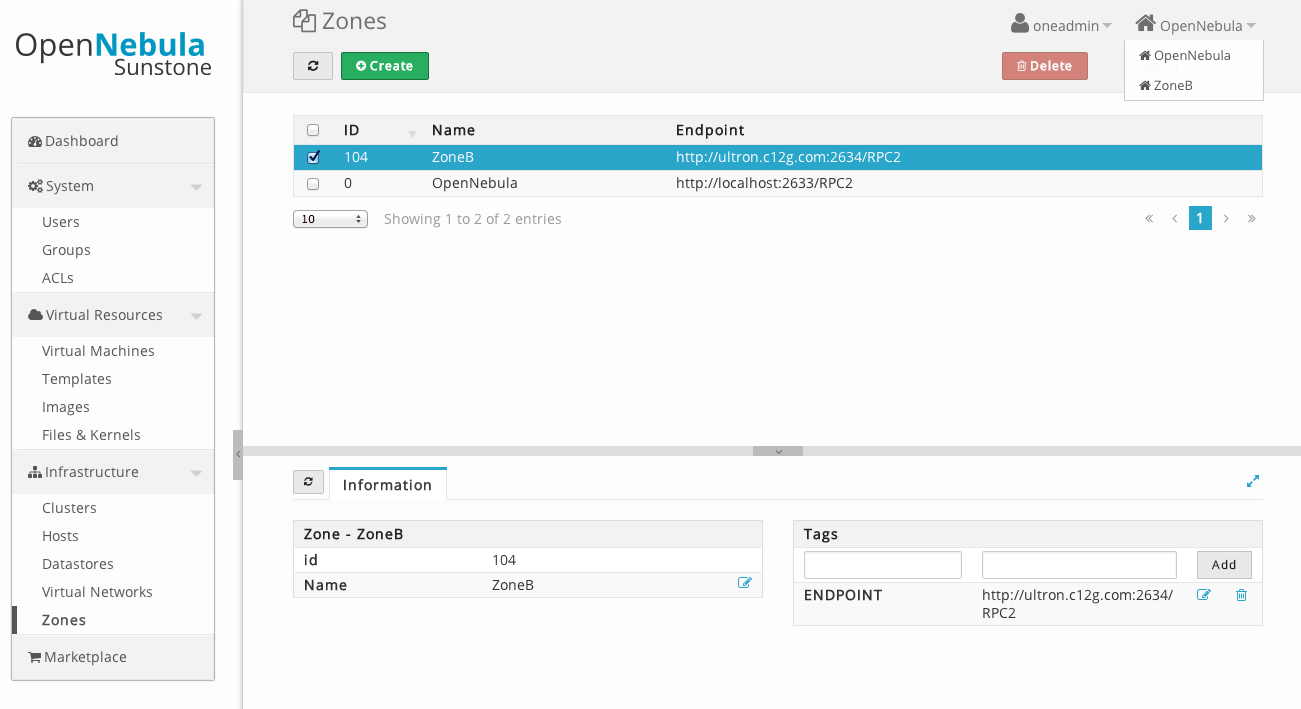 OpenNebula
Sunstone
Dashboard
System
Users
Groups
ACLs
Virtual Resources
Virtual Machines
Templates
Images
Files & Kernels
Infrastructure
Clusters
Hosts
Datastores
Virtual Networks
Zones
Marketplace
Zones
oneadmin
OpenNebula
Create
Delete
OpenNebula
ZoneB
ID Name Endpoint
104 ZoneB http://ultron.c12g.com:2634/RPC2
0 OpenNebula http://localhost:2633/RPC2
10 Showing 1 to 2 of 2 entries « ‹ 1 › »
Information
Zone - ZoneB
id 104
Name ZoneB
Tags
Add
ENDPOINT http://ultron.c12g.com:2634/
RPC2